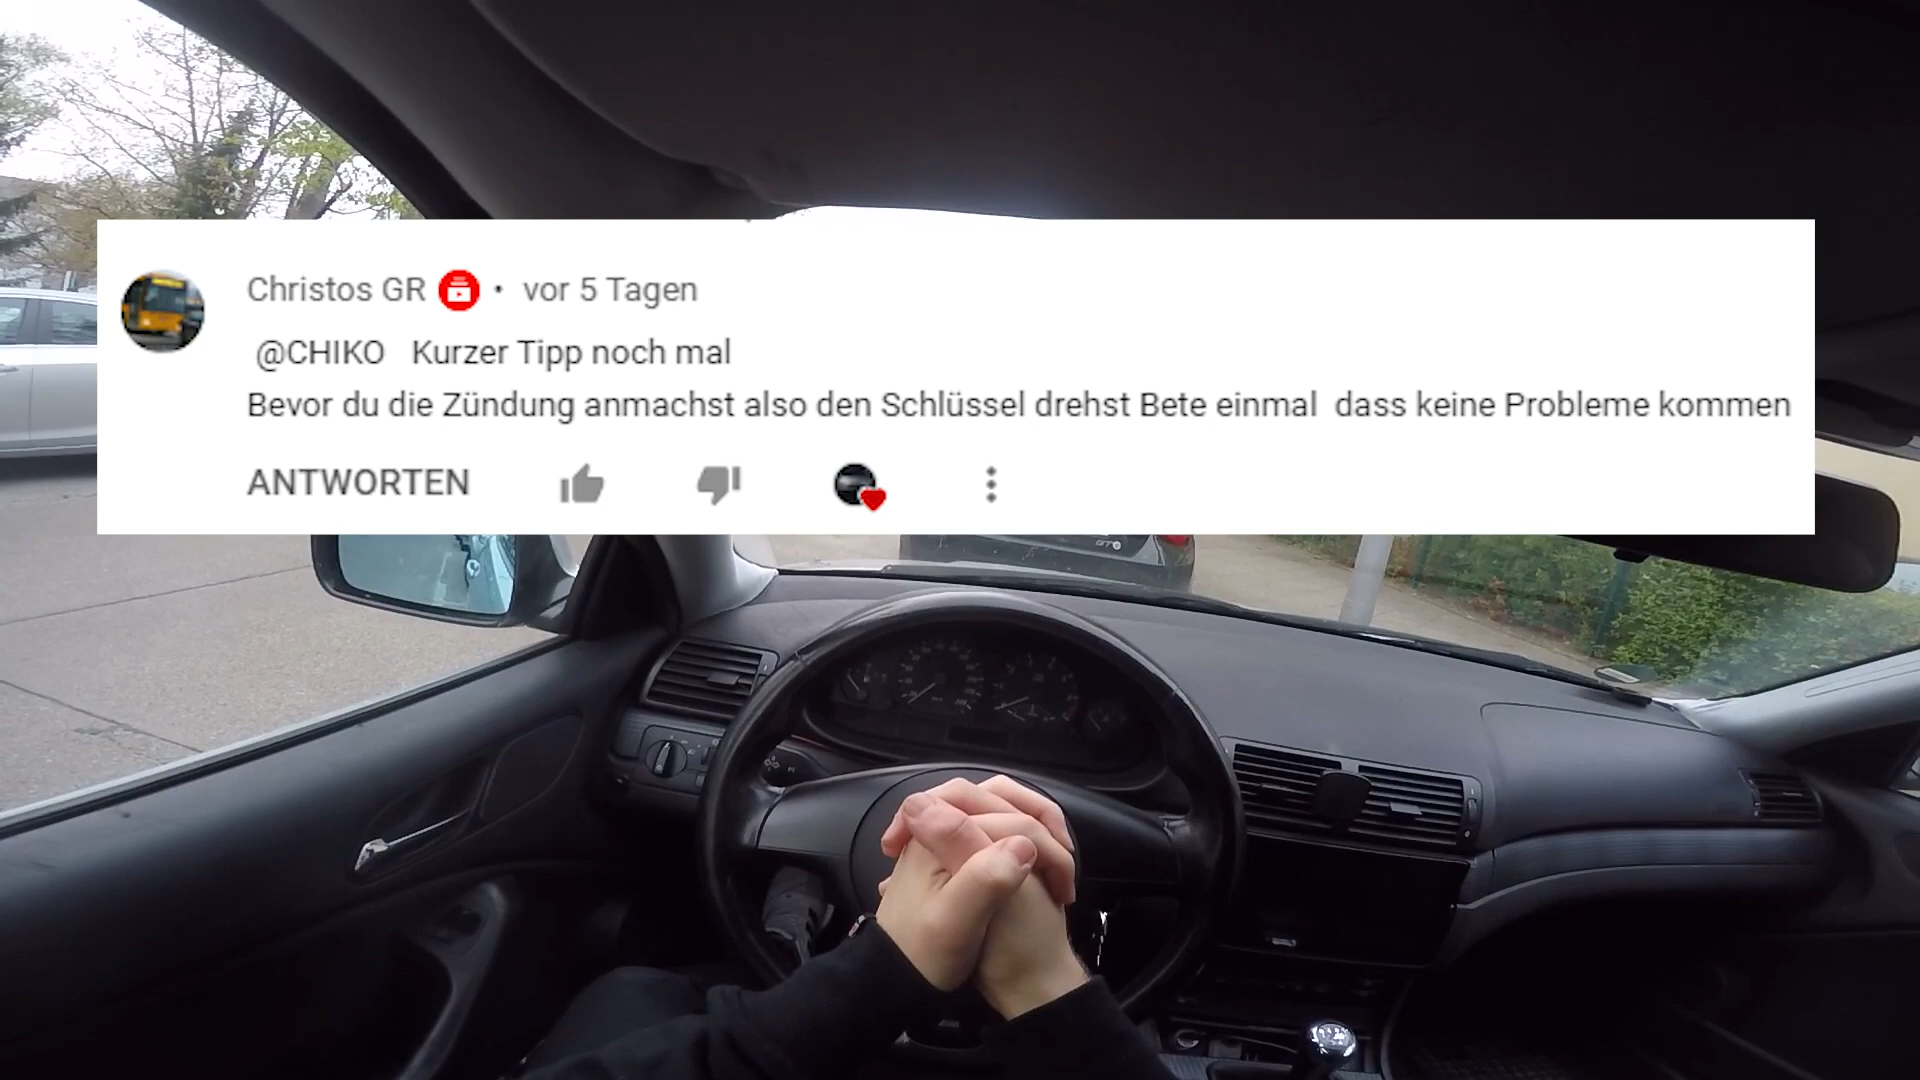 Christos GR • vor 5 Tagen
@CHIKO Kurzer Tipp noch mal
Bevor du die Zündung anmachst also den Schlüssel drehst Bete einmal dass keine Probleme kommen
ANTWORTEN